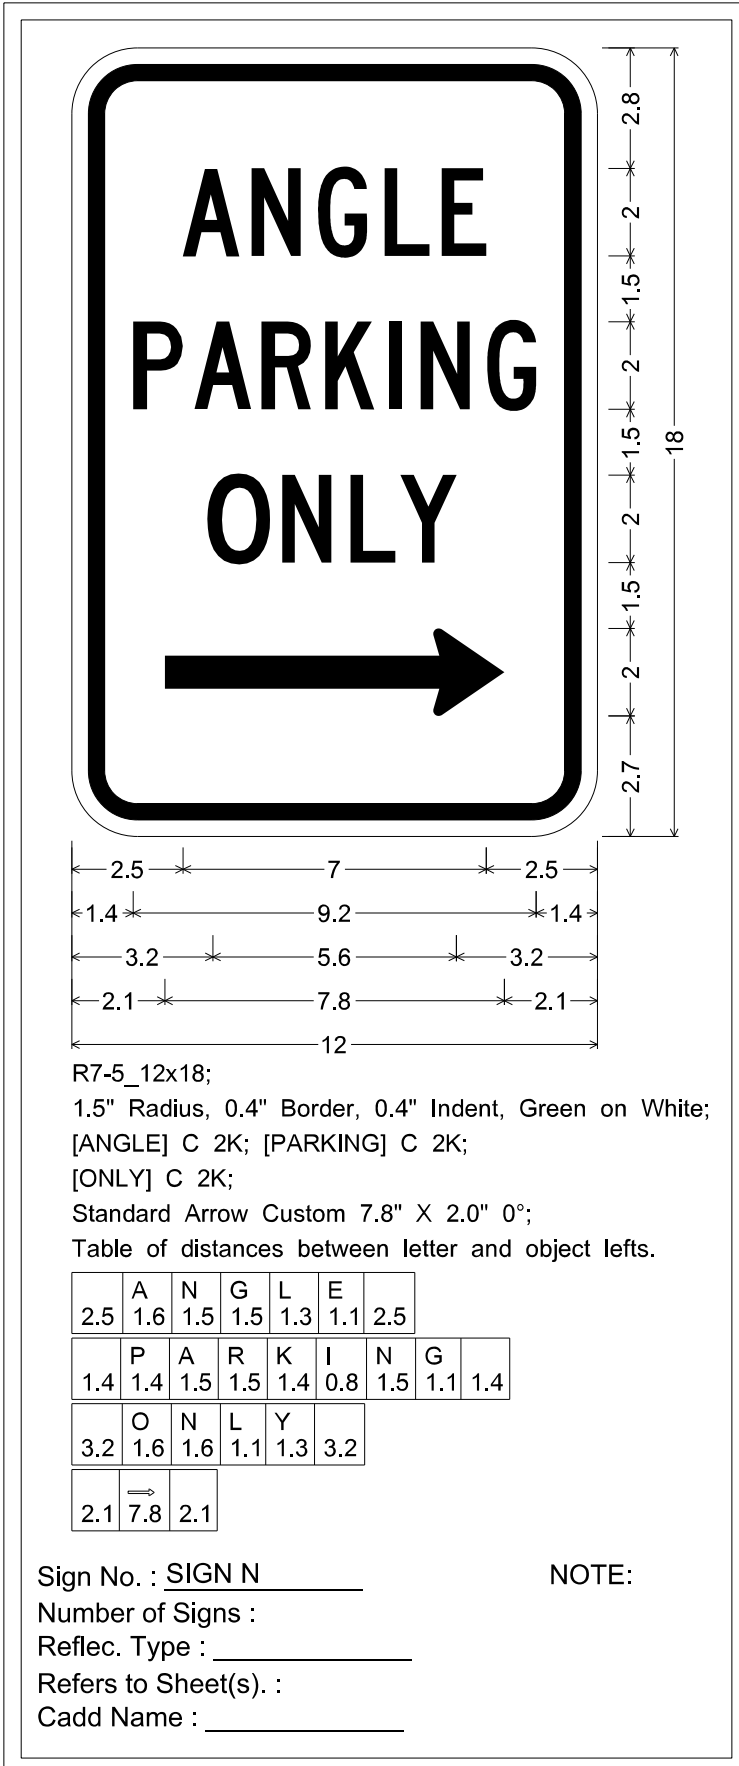 ANGLE
PARKING
ONLY
2.8
2
1.5
2
1.5
2
1.5
2
2.7
18
2.5 7 2.5
1.4 9.2 1.4
3.2 5.6 3.2
2.1 7.8 2.1
12
R7-5_12x18;
1.5" Radius, 0.4" Border, 0.4" Indent, Green on White;
[ANGLE] C 2K; [PARKING] C 2K;
[ONLY] C 2K;
Standard Arrow Custom 7.8" X 2.0" 0°;
Table of distances between letter and object lefts.
A N G L E
2.5 1.6 1.5 1.5 1.3 1.1 2.5
P A R K I N G
1.4 1.4 1.5 1.5 1.4 0.8 1.5 1.1 1.4
O N L Y
3.2 1.6 1.6 1.1 1.3 3.2
→
2.1 7.8 2.1
Sign No. : SIGN N NOTE:
Number of Signs :
Reflec. Type :
Refers to Sheet(s). :
Cadd Name :